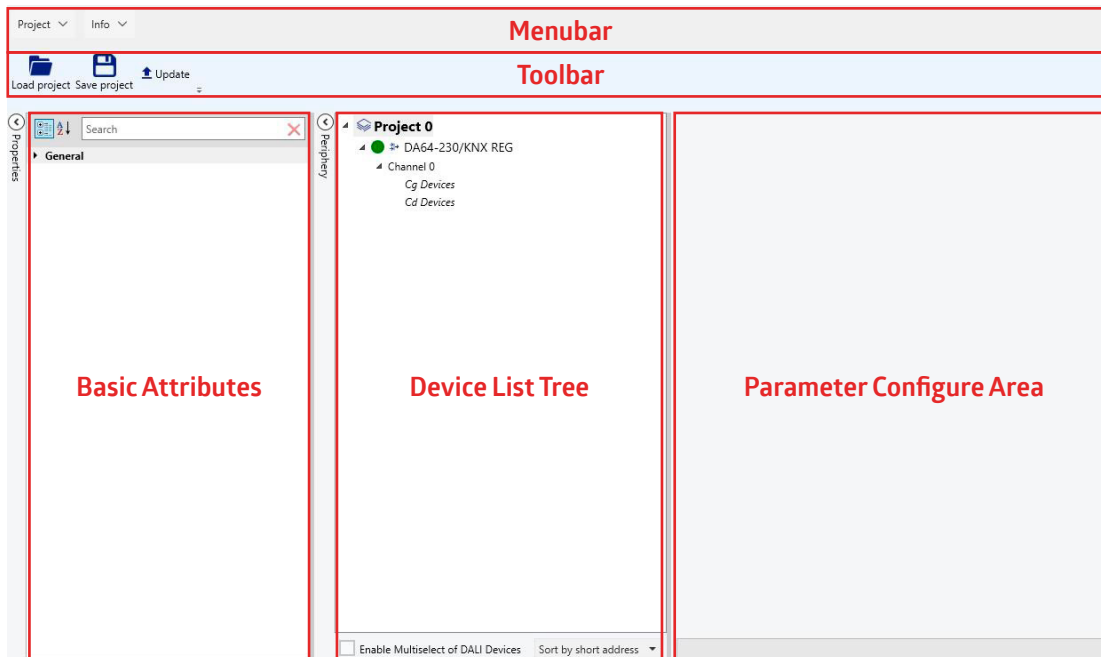 Project Info
Menubar
Load project Save project Update
Toolbar
Properties
Search
General
Basic Attributes
Periphery
Project 0
DA64-230/KNX REG
Channel 0
Cg Devices
Cd Devices
Device List Tree
Enable Multiselect of DALI Devices Sort by short address
Parameter Configure Area